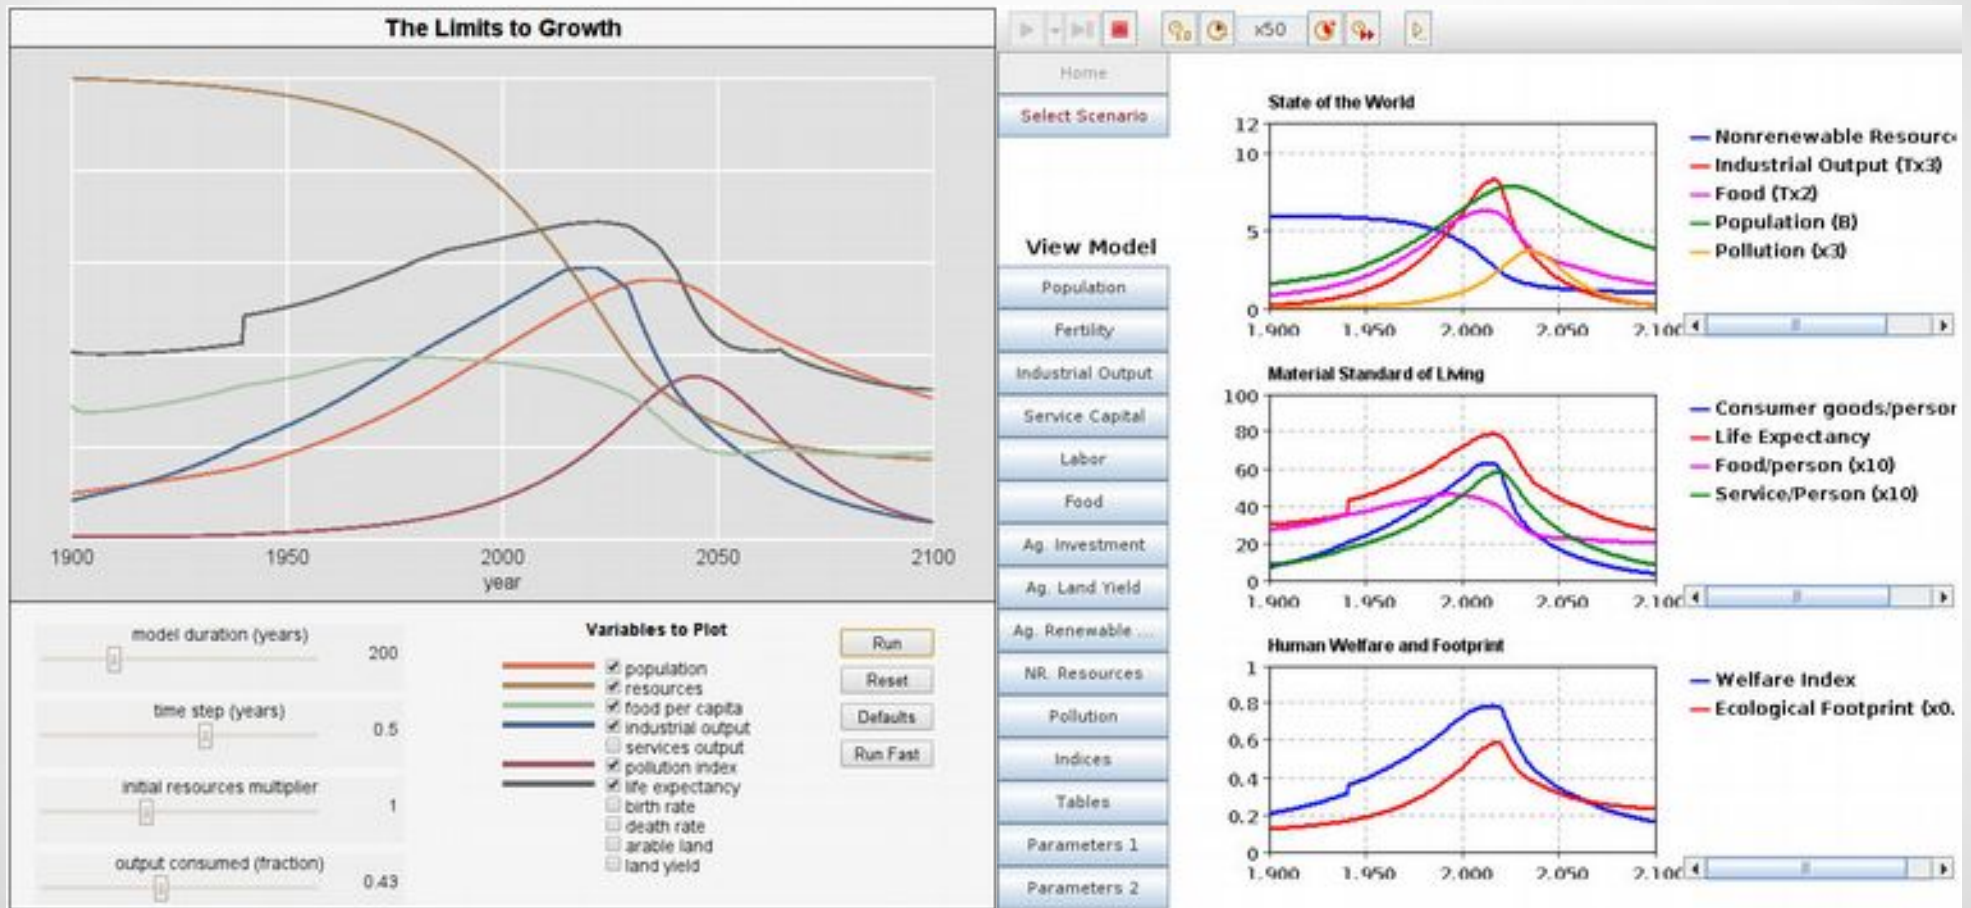 The Limits to Growth
1900 1950 2000 2050 2100
year
model duration (years)
200
time step (years)
0.5
initial resources multiplier
1
output consumed (fraction)
0.43
Variables to Plot
population
resources
food per capita
industrial output
services output
pollution index
life expectancy
birth rate
death rate
arable land
land yield
Run
Reset
Defaults
Run Fast
x50
Home
Select Scenario
View Model
Population
Fertility
Industrial Output
Service Capital
Labor
Food
Ag. Investment
Ag. Land Yield
Ag. Renewable ...
NR. Resources
Pollution
Indices
Tables
Parameters 1
Parameters 2
State of the World
12
10
5
0
1.900 1.950 2.000 2.050 2.100
Nonrenewable Resourc
Industrial Output (Tx3)
Food (Tx2)
Population (B)
Pollution (x3)
Material Standard of Living
100
80
60
40
20
0
1.900 1.950 2.000 2.050 2.100
Consumer goods/person
Life Expectancy
Food/person (x10)
Service/Person (x10)
Human Welfare and Footprint
1
0.8
0.6
0.4
0.2
0
1.900 1.950 2.000 2.050 2.100
Welfare Index
Ecological Footprint (x0.